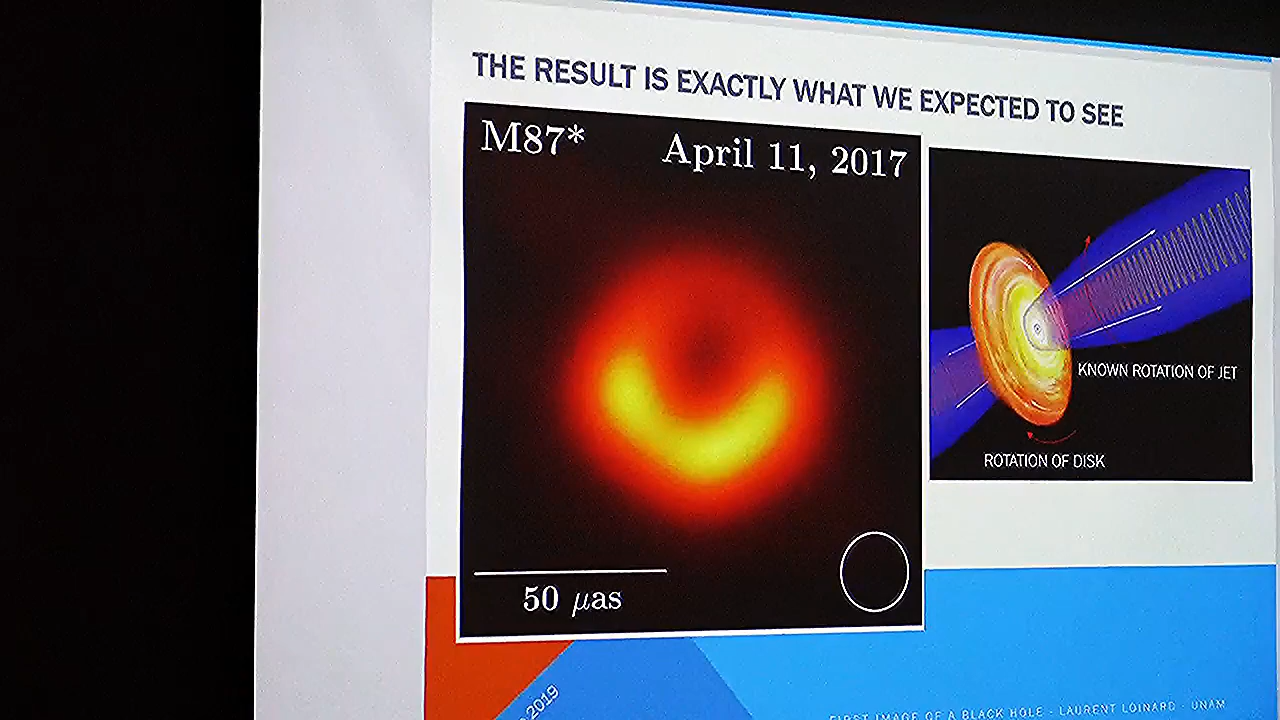 THE RESULT IS EXACTLY WHAT WE EXPECTED TO SEE
M87*
April 11, 2017
50 μas
KNOWN ROTATION OF JET
ROTATION OF DISK
2019
FIRST IMAGE OF A BLACK HOLE - LAURENT LOINARD - UNAM